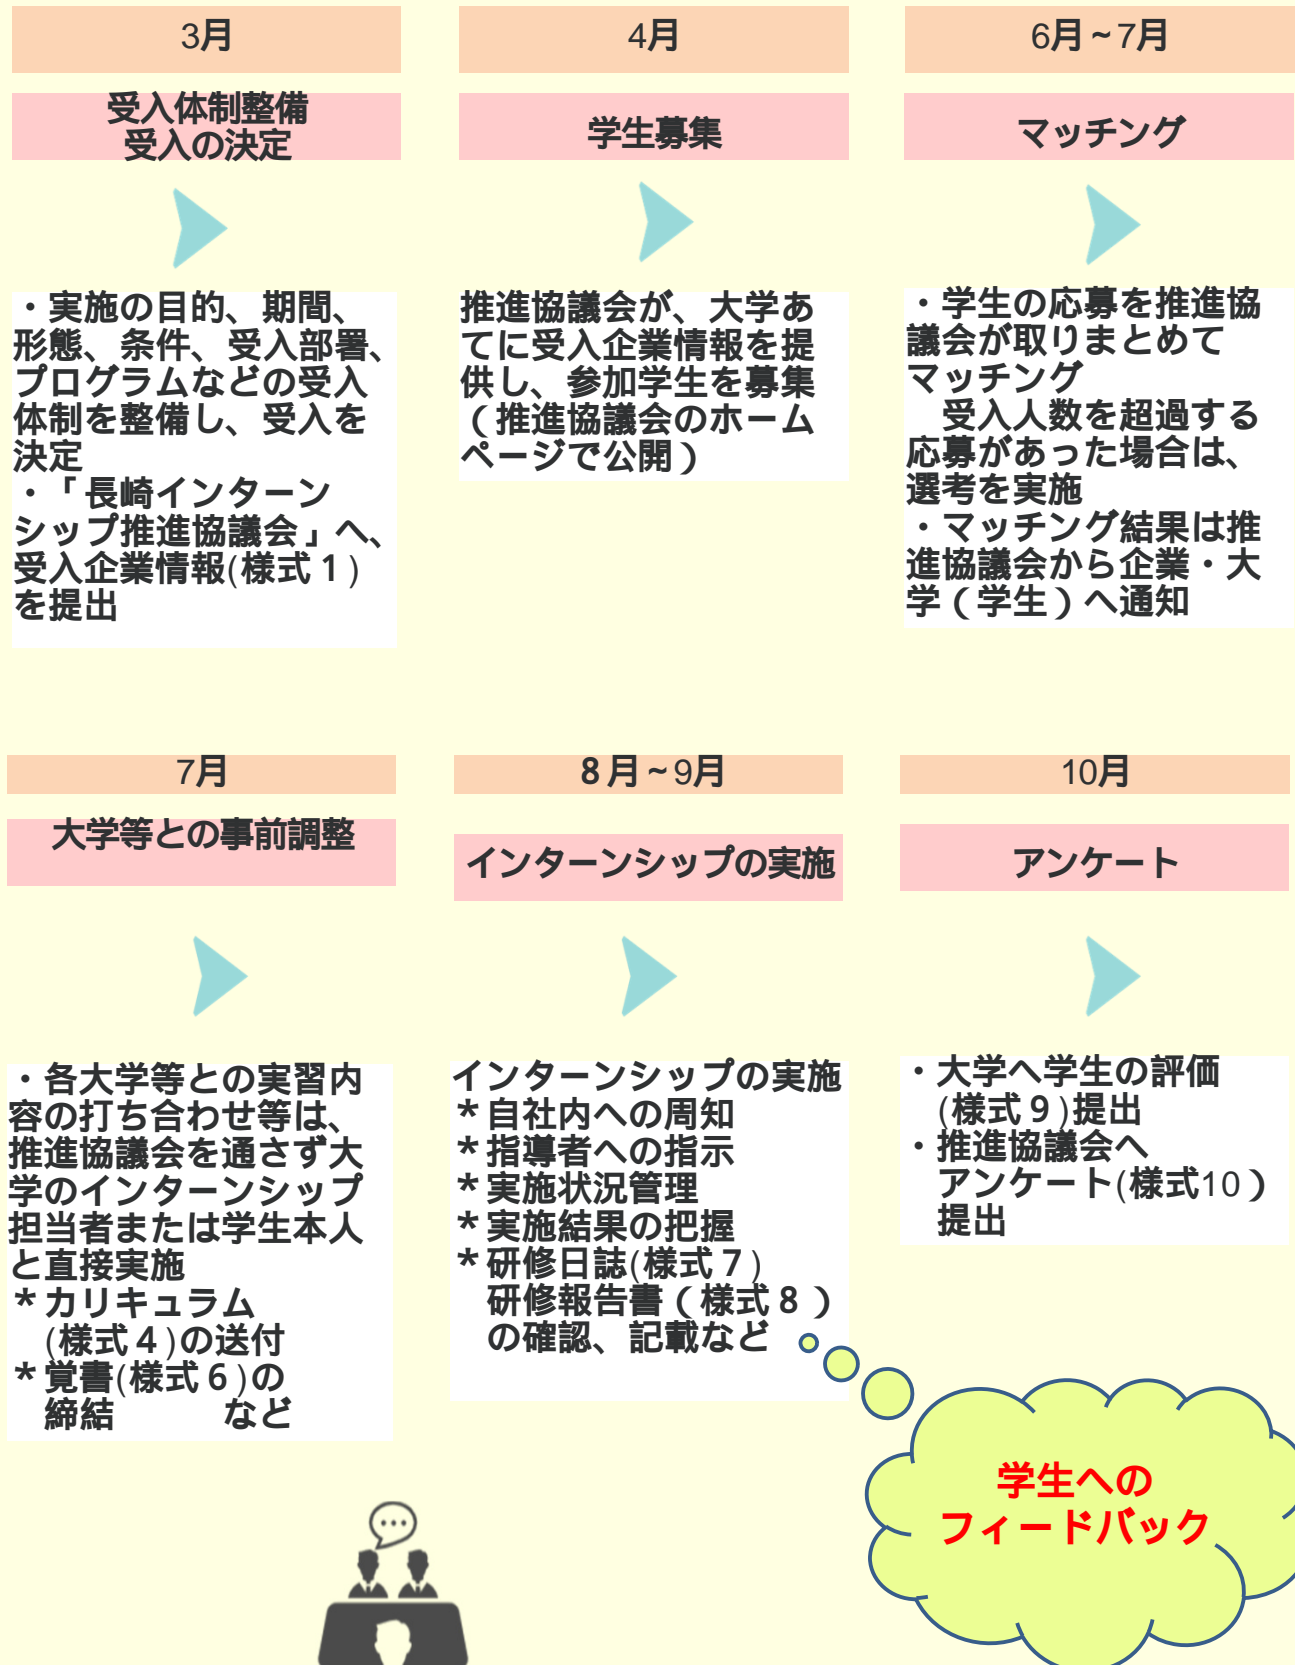 3月
受入体制整備
受入の決定
・実施の目的、期間、
形態、条件、受入部署、
プログラムなどの受入
体制を整備し、受入を
決定
・「長崎インターン
シップ推進協議会」へ、
受入企業情報(様式１)
を提出
4月
学生募集
推進協議会が、大学あ
てに受入企業情報を提
供し、参加学生を募集
（推進協議会のホーム
ページで公開）
6月～7月
マッチング
・学生の応募を推進協
議会が取りまとめて
マッチング
　受入人数を超過する
応募があった場合は、
選考を実施
・マッチング結果は推
進協議会から企業・大
学（学生）へ通知
7月
大学等との事前調整
・各大学等との実習内
容の打ち合わせ等は、
推進協議会を通さず大
学のインターンシップ
担当者または学生本人
と直接実施
＊カリキュラム
　(様式４)の送付
＊覚書(様式６)の
　締結　　　など
８月～9月
インターンシップの実施
インターンシップの実施
＊自社内への周知
＊指導者への指示
＊実施状況管理
＊実施結果の把握
＊研修日誌(様式７)
　研修報告書（様式８）
　の確認、記載など
10月
アンケート
・大学へ学生の評価
　(様式９)提出
・推進協議会へ
　アンケート(様式10）
　提出
学生への
フィードバック